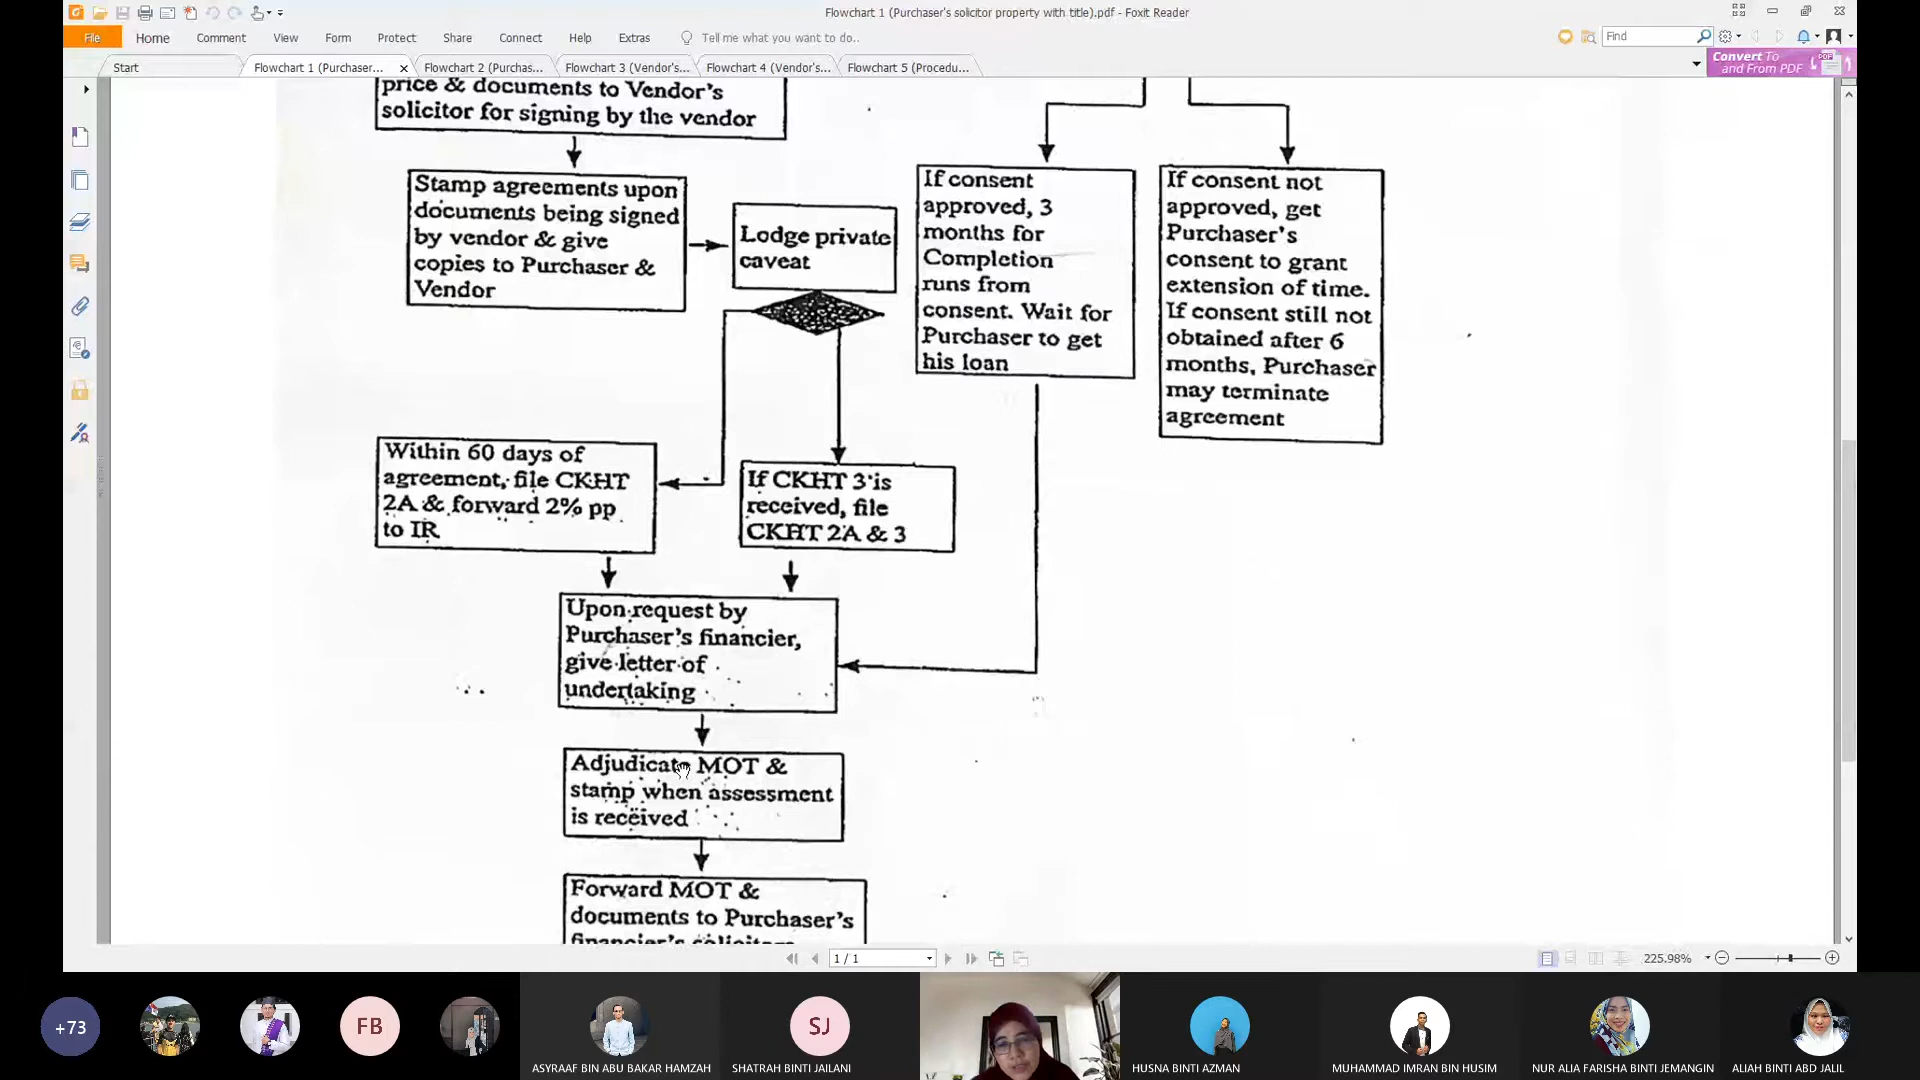 Flowchart 1 (Purchaser's solicitor property with title).pdf - Foxit Reader
File
Home
Comment
View
Form
Protect
Share
Connect
Help
Extras
Tell me what you want to do..
Find
Start
Flowchart 1 (Purchaser...
Flowchart 2 (Purchas...
Flowchart 3 (Vendor's...
Flowchart 4 (Vendor's...
Flowchart 5 (Procedu...
Convert To
and From PDF
PDF
price & documents to Vendor's
solicitor for signing by the vendor
Stamp agreements upon
documents being signed
by vendor & give
copies to Purchaser &
Vendor
Lodge private
caveat
If consent
approved, 3
months for
Completion
runs from
consent. Wait for
Purchaser to get
his loan
If consent not
approved, get
Purchaser's
consent to grant
extension of time.
If consent still not
obtained after 6
months, Purchaser
may terminate
agreement
Within 60 days of
agreement, file CKHT
2A & forward 2% pp
to IR
If CKHT 3 is
received, file
CKHT 2A & 3
Upon request by
Purchaser's financier,
give letter of
undertaking
Adjudicate MOT &
stamp when assessment
is received
Forward MOT &
documents to Purchaser's
financier's solicitors
1 / 1
225.98%
+73
FB
SJ
ASYRAAF BIN ABU BAKAR HAMZAH
SHATRAH BINTI JAILANI
HUSNA BINTI AZMAN
MUHAMMAD IMRAN BIN HUSIM
NUR ALIA FARISHA BINTI JEMANGIN
ALIAH BINTI ABD JALIL